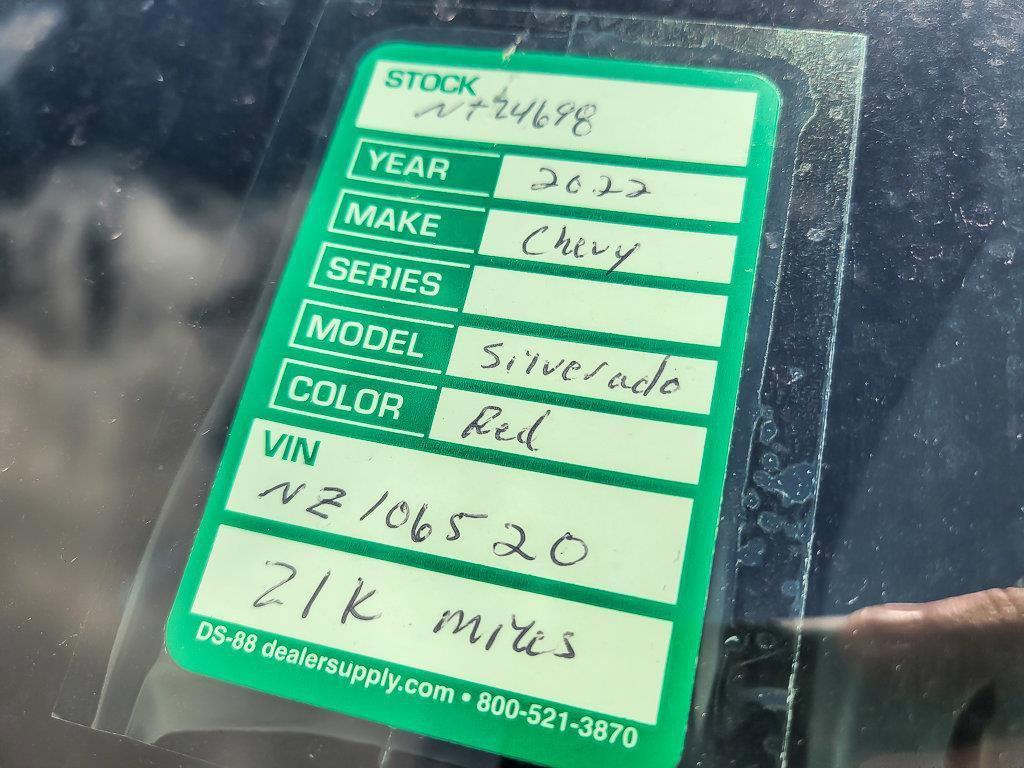 STOCK
Nt24698
YEAR 2022
MAKE Chevy
SERIES
MODEL Silverado
COLOR Red
VIN
NZ106520
21K miles
DS-88 dealersupply.com • 800-521-3870